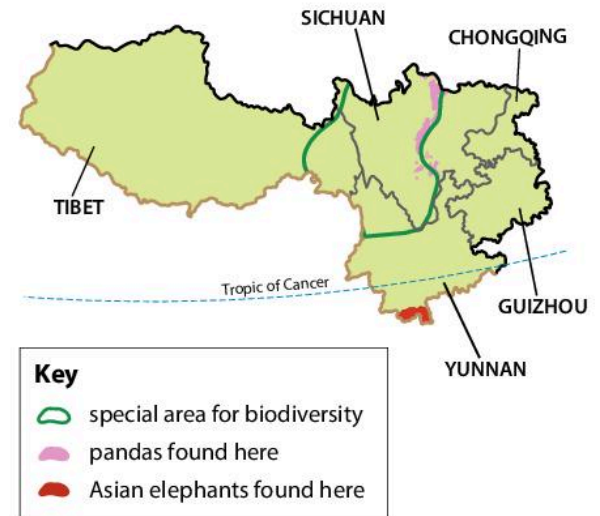 SICHUAN
CHONGQING
TIBET
Tropic of Cancer
GUIZHOU
YUNNAN
Key
special area for biodiversity
pandas found here
Asian elephants found here